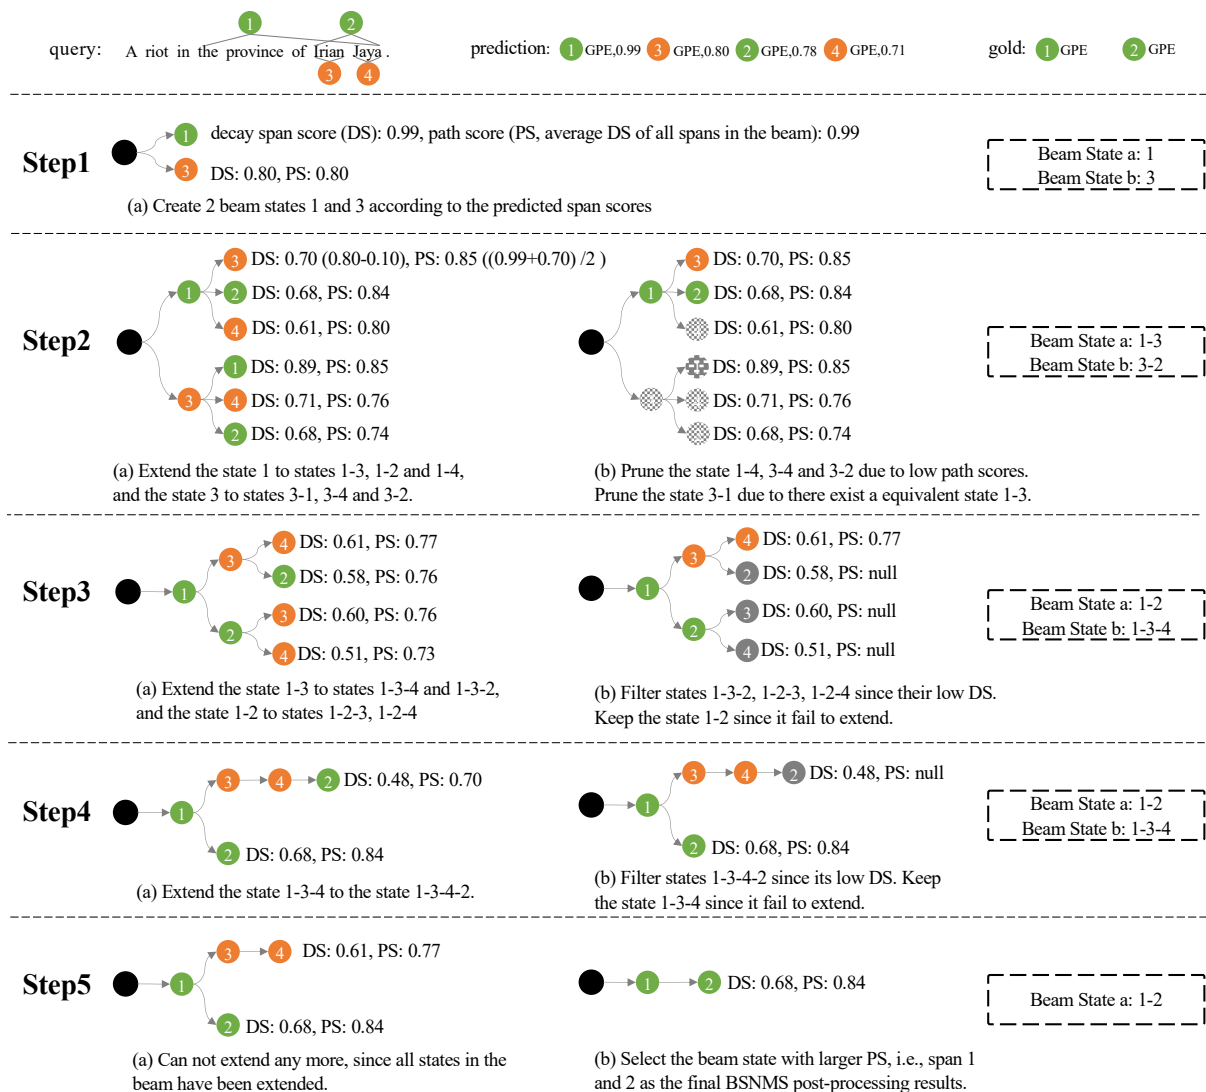 1 2
query: A riot in the province of Irian Jaya .
3 4
prediction: 1 GPE,0.99 3 GPE,0.80 2 GPE,0.78 4 GPE,0.71
gold: 1 GPE 2 GPE
Step1
1 decay span score (DS): 0.99, path score (PS, average DS of all spans in the beam): 0.99
3 DS: 0.80, PS: 0.80
(a) Create 2 beam states 1 and 3 according to the predicted span scores
Beam State a: 1
Beam State b: 3
Step2
3 DS: 0.70 (0.80-0.10), PS: 0.85 ((0.99+0.70) /2 )
1 2 DS: 0.68, PS: 0.84
4 DS: 0.61, PS: 0.80
1 DS: 0.89, PS: 0.85
3 4 DS: 0.71, PS: 0.76
2 DS: 0.68, PS: 0.74
(a) Extend the state 1 to states 1-3, 1-2 and 1-4,
and the state 3 to states 3-1, 3-4 and 3-2.
3 DS: 0.70, PS: 0.85
1 2 DS: 0.68, PS: 0.84
DS: 0.61, PS: 0.80
DS: 0.89, PS: 0.85
DS: 0.71, PS: 0.76
DS: 0.68, PS: 0.74
(b) Prune the state 1-4, 3-4 and 3-2 due to low path scores.
Prune the state 3-1 due to there exist a equivalent state 1-3.
Beam State a: 1-3
Beam State b: 3-2
Step3
4 DS: 0.61, PS: 0.77
3
2 DS: 0.58, PS: 0.76
1
3 DS: 0.60, PS: 0.76
2
4 DS: 0.51, PS: 0.73
(a) Extend the state 1-3 to states 1-3-4 and 1-3-2,
and the state 1-2 to states 1-2-3, 1-2-4
4 DS: 0.61, PS: 0.77
3
2 DS: 0.58, PS: null
1
3 DS: 0.60, PS: null
2
4 DS: 0.51, PS: null
(b) Filter states 1-3-2, 1-2-3, 1-2-4 since their low DS.
Keep the state 1-2 since it fail to extend.
Beam State a: 1-2
Beam State b: 1-3-4
Step4
3 4 2 DS: 0.48, PS: 0.70
1
2 DS: 0.68, PS: 0.84
(a) Extend the state 1-3-4 to the state 1-3-4-2.
3 4 2 DS: 0.48, PS: null
1
2 DS: 0.68, PS: 0.84
(b) Filter states 1-3-4-2 since its low DS. Keep
the state 1-3-4 since it fail to extend.
Beam State a: 1-2
Beam State b: 1-3-4
Step5
3 4 DS: 0.61, PS: 0.77
1
2 DS: 0.68, PS: 0.84
(a) Can not extend any more, since all states in the
beam have been extended.
1 2 DS: 0.68, PS: 0.84
(b) Select the beam state with larger PS, i.e., span 1
and 2 as the final BSNMS post-processing results.
Beam State a: 1-2